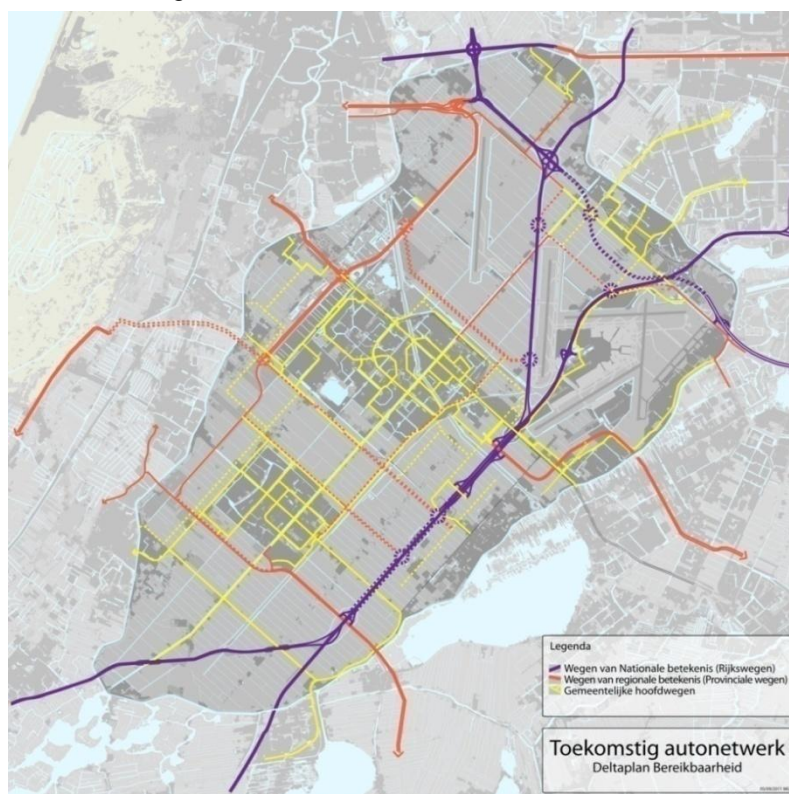 Legenda
Wegen van Nationale betekenis (Rijkswegen)
Wegen van regionale betekenis (Provinciale wegen)
Gemeentelijke hoofdwegen
Toekomstig autonetwerk
Deltaplan Bereikbaarheid